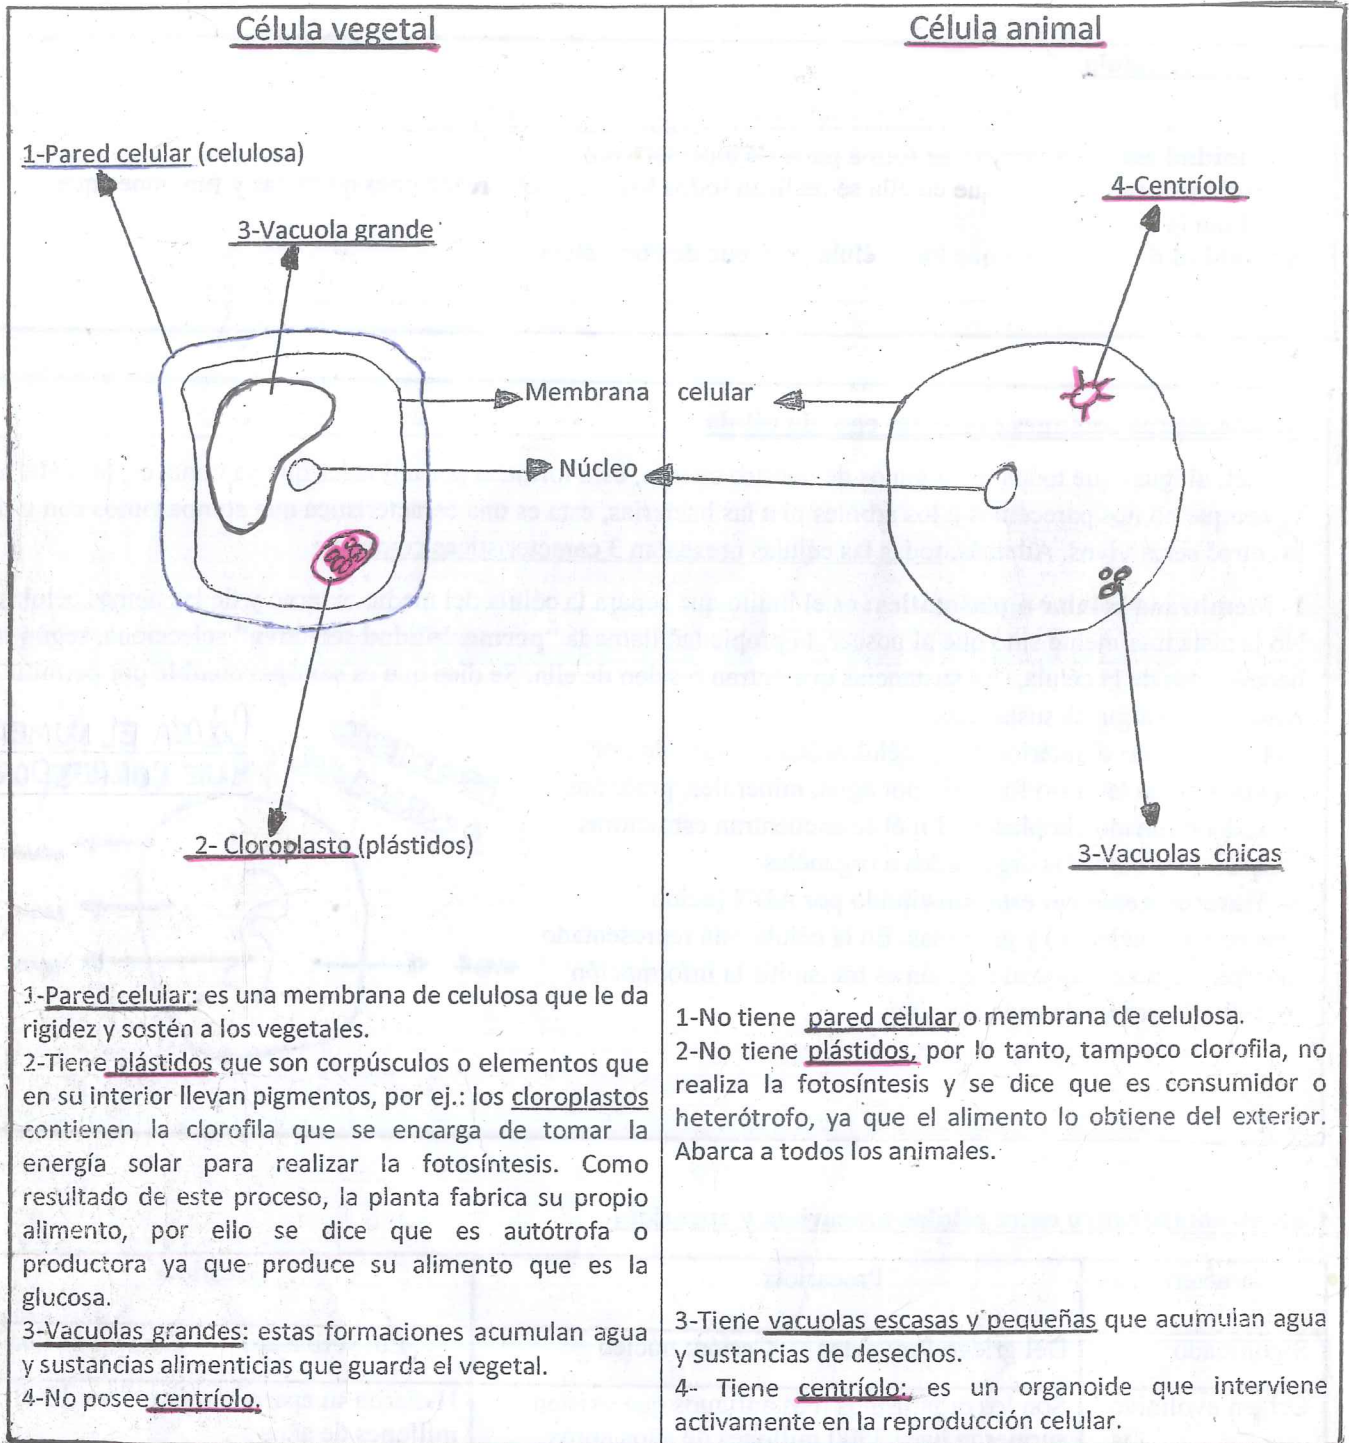 Célula vegetal
1-Pared celular (celulosa)
3-Vacuola grande
2- Cloroplasto (plástidos)
Célula animal
4-Centríolo
Membrana celular
Núcleo
3-Vacuolas chicas
1-Pared celular: es una membrana de celulosa que le da
rigidez y sostén a los vegetales.
2-Tiene plástidos que son corpúsculos o elementos que
en su interior llevan pigmentos, por ej.: los cloroplastos
contienen la clorofila que se encarga de tomar la
energía solar para realizar la fotosíntesis. Como
resultado de este proceso, la planta fabrica su propio
alimento, por ello se dice que es autótrofa o
productora ya que produce su alimento que es la
glucosa.
3-Vacuolas grandes: estas formaciones acumulan agua
y sustancias alimenticias que guarda el vegetal.
4-No posee centríolo.
1-No tiene pared celular o membrana de celulosa.
2-No tiene plástidos, por lo tanto, tampoco clorofila, no
realiza la fotosíntesis y se dice que es consumidor o
heterótrofo, ya que el alimento lo obtiene del exterior.
Abarca a todos los animales.
3-Tiene vacuolas escasas y pequeñas que acumulan agua
y sustancias de desechos.
4- Tiene centríolo: es un organoide que interviene
activamente en la reproducción celular.